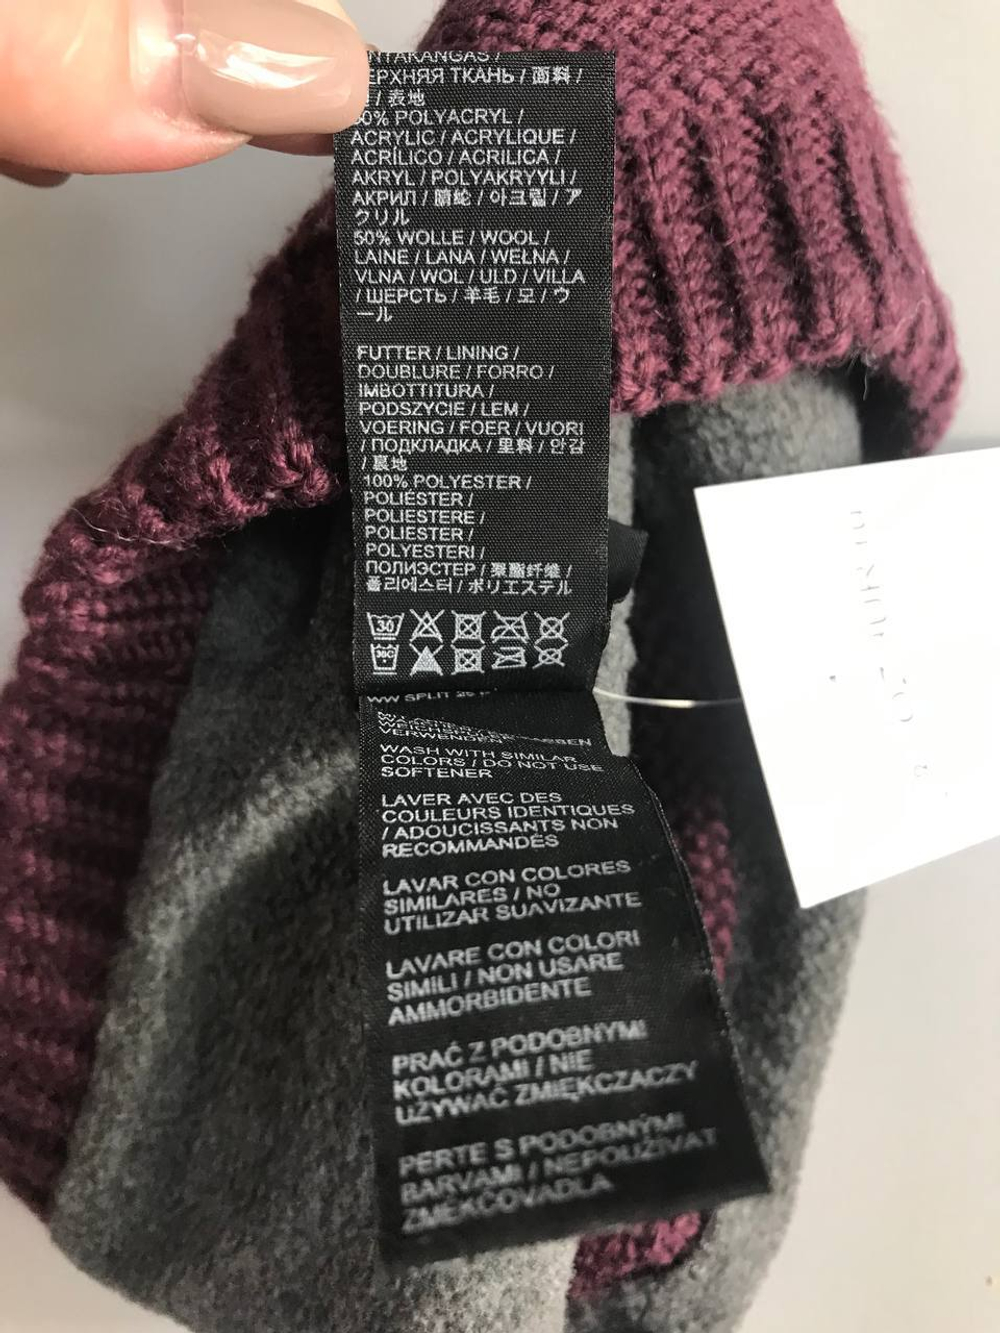 NTAKANGAS /
ЕРХНЯЯ ТКАНЬ / 面料 /
/ 表地
50% POLYACRYL /
ACRYLIC / ACRYLIQUE /
ACRÍLICO / ACRILICA /
AKRYL / POLYAKRYYLI /
АКРИЛ / 腈纶 / 아크릴 / ア
クリル
50% WOLLE / WOOL /
LAINE / LANA / WEŁNA /
VLNA / WOL / ULD / VILLA
/ ШЕРСТЬ / 羊毛 / 모 / ウ
ール
FUTTER / LINING /
DOUBLURE / FORRO /
IMBOTTITURA /
PODSZYCIE / LEM /
VOERING / FOER / VUORI
/ ПОДКЛАДКА / 里料 / 안감
/ 裏地
100% POLYESTER /
POLIÉSTER /
POLIESTERE /
POLIESTER /
POLYESTERI /
ПОЛИЭСТЕР / 聚酯纤维 /
폴리에스터 / ポリエステル
30
30C
WW SPLIT
VERWENDEN
WASH WITH SIMILAR
COLORS / DO NOT USE
SOFTENER
LAVER AVEC DES
COULEURS IDENTIQUES
/ ADOUCISSANTS NON
RECOMMANDÉS
LAVAR CON COLORES
SIMILARES / NO
UTILIZAR SUAVIZANTE
LAVARE CON COLORI
SIMILI / NON USARE
AMMORBIDENTE
PRAĆ Z PODOBNYMI
KOLORAMI / NIE
UŻYWAĆ ZMIĘKCZACZY
PERTE S PODOBNÝMI
BARVAMI / NEPOUŽÍVAT
ZMĚKČOVADLA